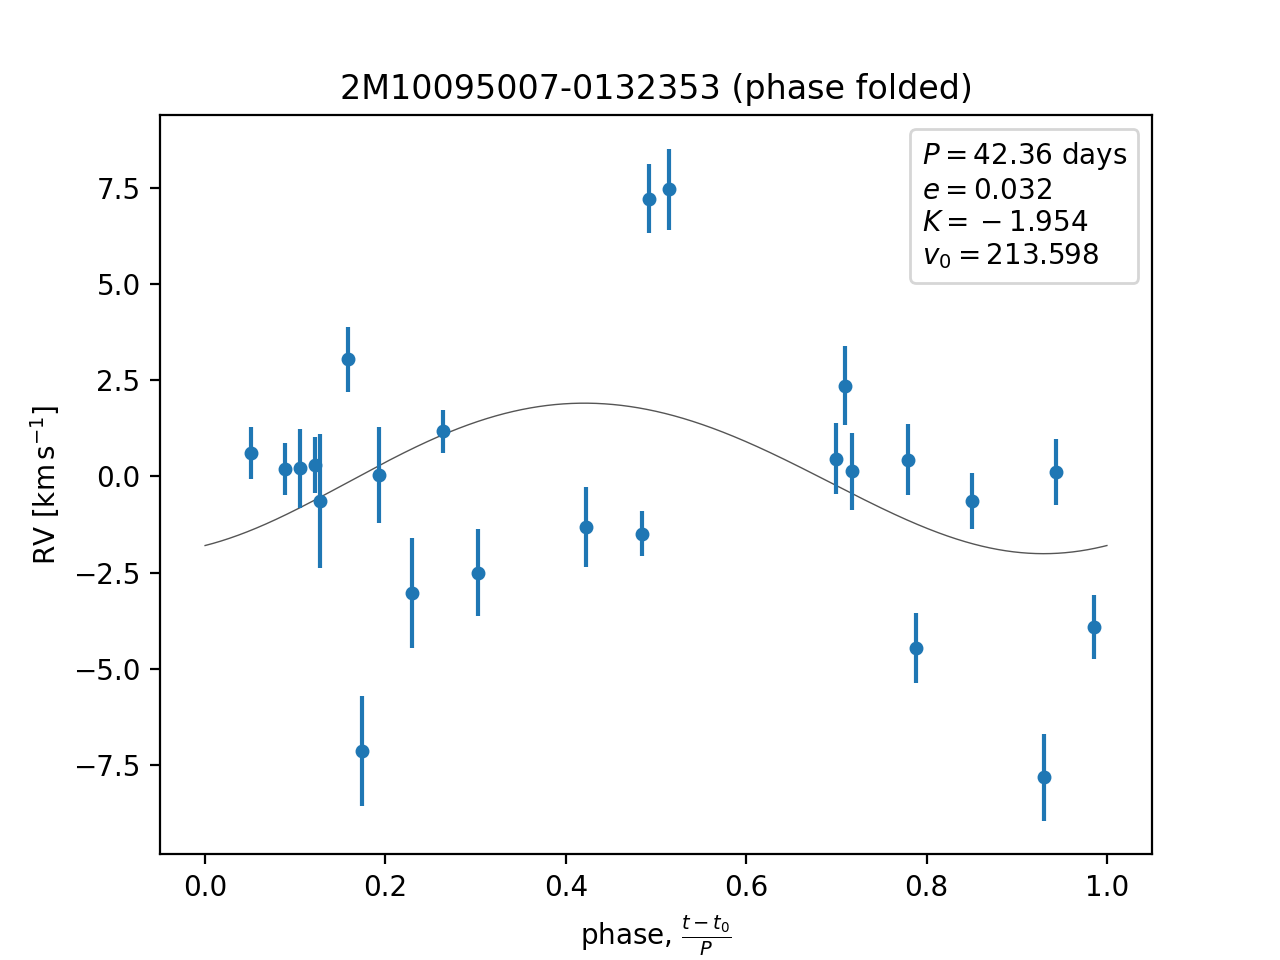 2M10095007-0132353 (phase folded)
P = 42.36 days
e = 0.032
K = −1.954
v₀ = 213.598
RV [km s⁻¹]
7.5
5.0
2.5
0.0
−2.5
−5.0
−7.5
0.0 0.2 0.4 0.6 0.8 1.0
phase, (t − t₀)/P